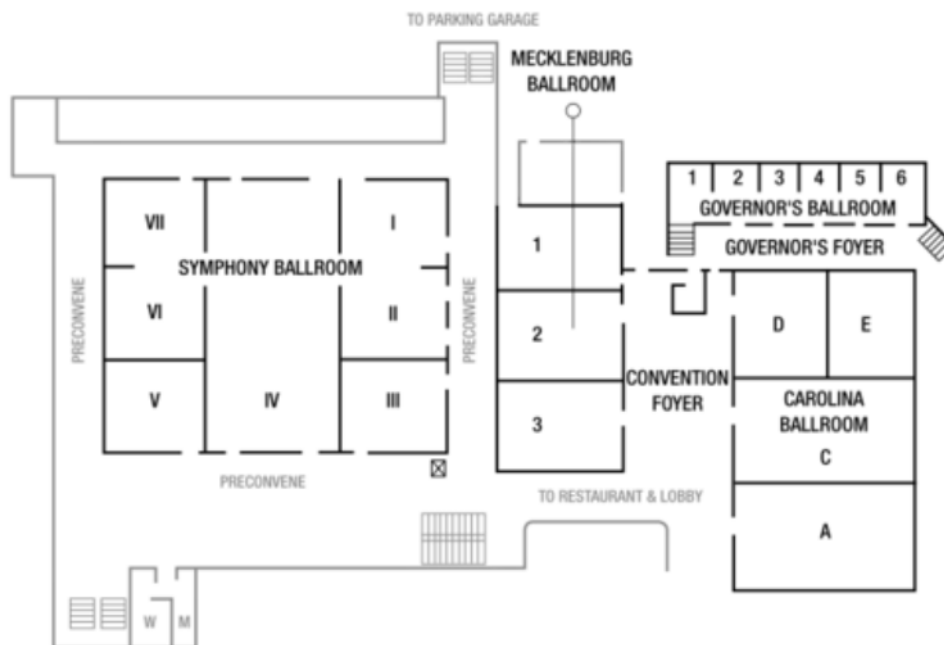 TO PARKING GARAGE
MECKLENBURG
BALLROOM
1 2 3 4 5 6
GOVERNOR'S BALLROOM
GOVERNOR'S FOYER
VII
I
SYMPHONY BALLROOM
VI
II
V
IV
III
PRECONVENE
PRECONVENE
PRECONVENE
1
2
3
CONVENTION
FOYER
D
E
CAROLINA
BALLROOM
C
A
TO RESTAURANT & LOBBY
W
M